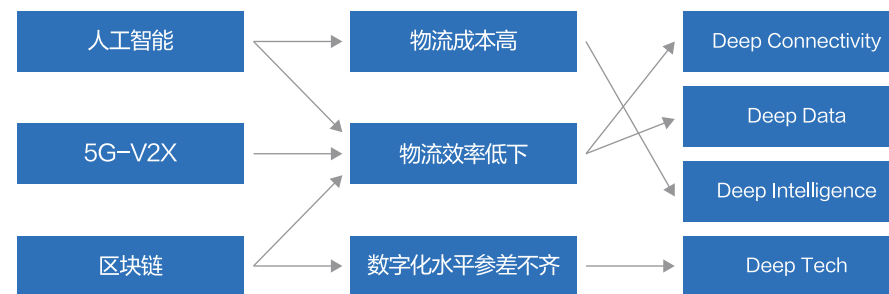 人工智能
物流成本高
Deep Connectivity
Deep Data
5G-V2X
物流效率低下
Deep Intelligence
区块链
数字化水平参差不齐
Deep Tech